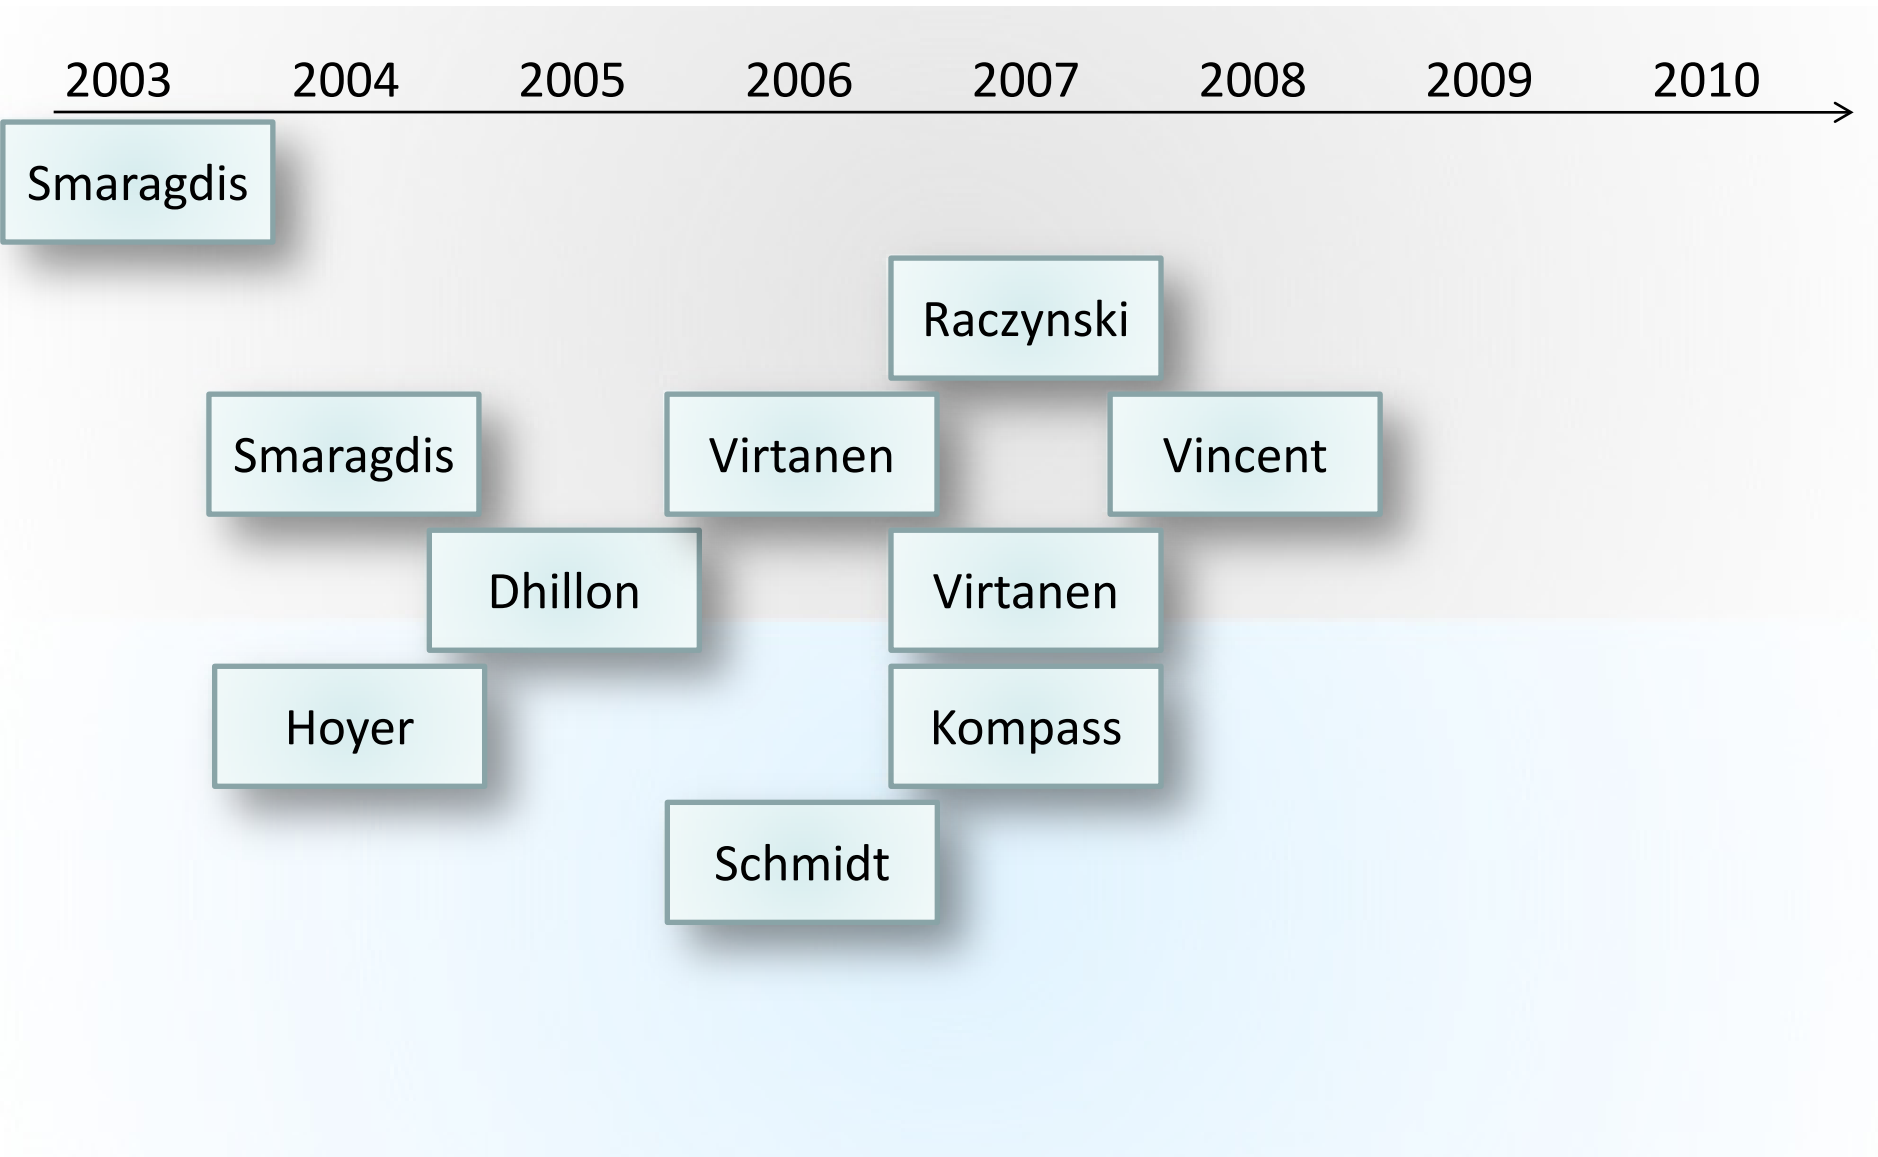 2003 2004 2005 2006 2007 2008 2009 2010
Smaragdis
Raczynski
Smaragdis Virtanen Vincent
Dhillon Virtanen
Hoyer Kompass
Schmidt